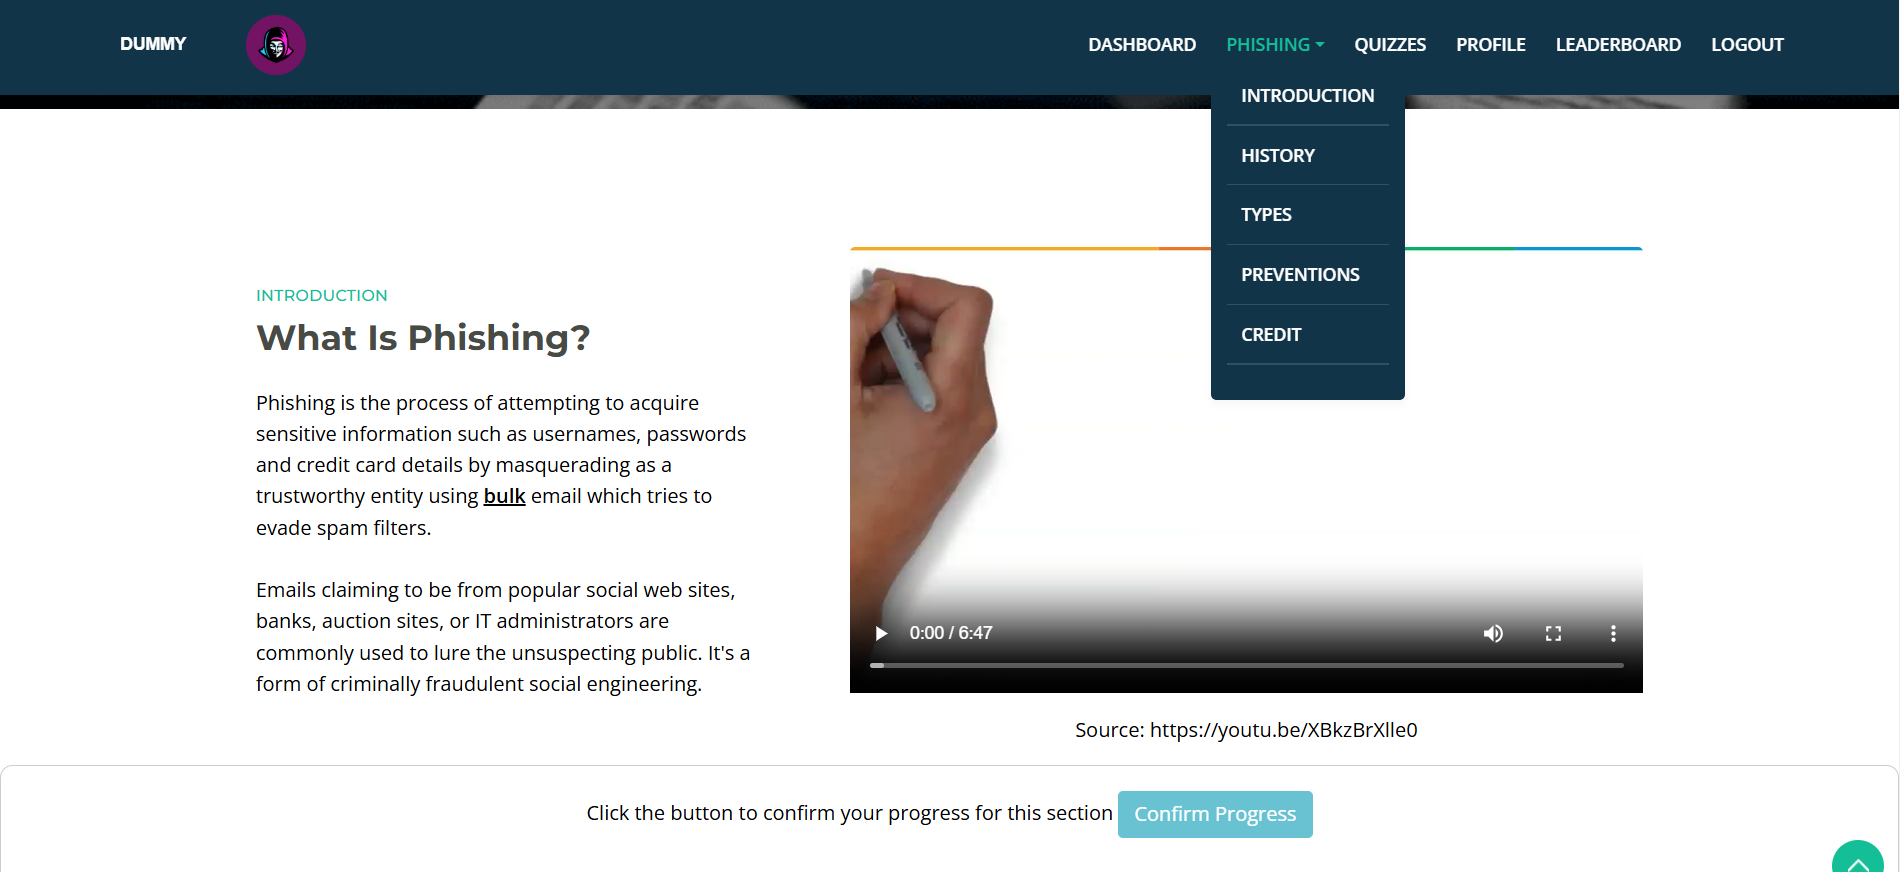 DUMMY
DASHBOARD PHISHING QUIZZES PROFILE LEADERBOARD LOGOUT
INTRODUCTION
HISTORY
TYPES
PREVENTIONS
CREDIT
INTRODUCTION
What Is Phishing?
Phishing is the process of attempting to acquire
sensitive information such as usernames, passwords
and credit card details by masquerading as a
trustworthy entity using bulk email which tries to
evade spam filters.
Emails claiming to be from popular social web sites,
banks, auction sites, or IT administrators are
commonly used to lure the unsuspecting public. It's a
form of criminally fraudulent social engineering.
0:00 / 6:47
Source: https://youtu.be/XBkzBrXlle0
Click the button to confirm your progress for this section Confirm Progress